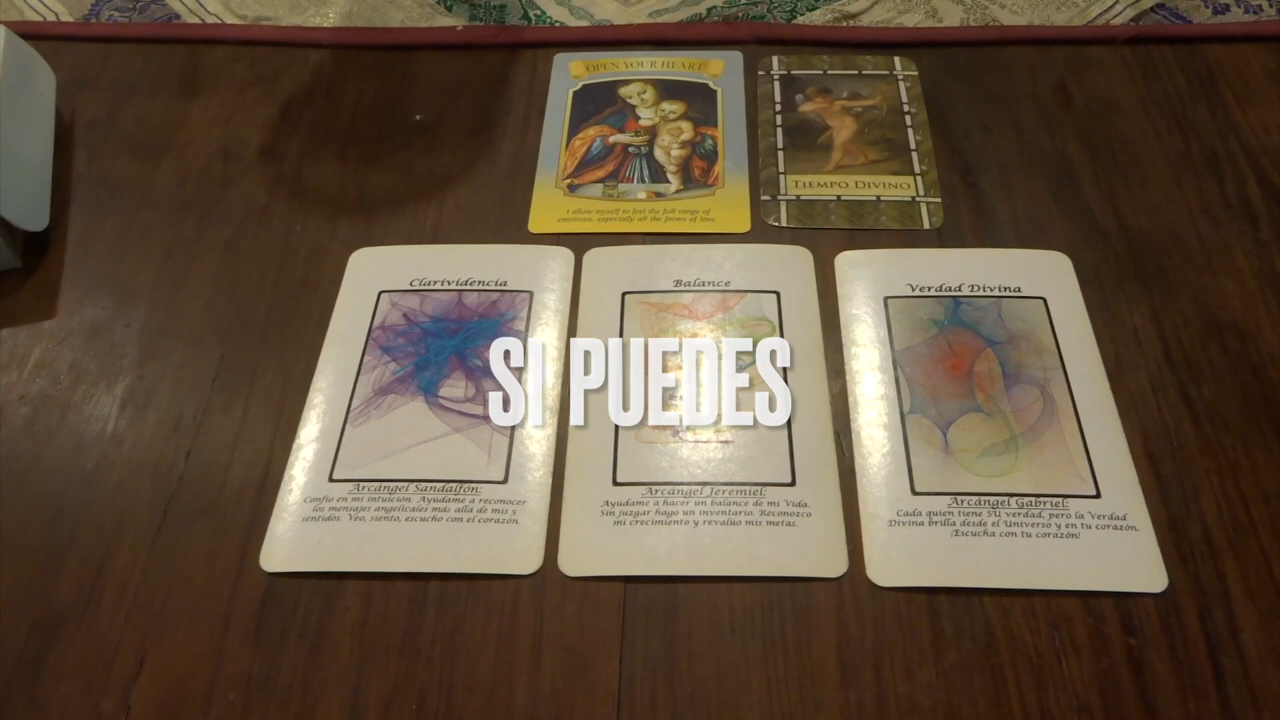 OPEN YOUR HEART
I allow myself to feel the full range of
emotions, especially all the forms of love.
TIEMPO DIVINO
Clarividencia
Arcángel Sandalfón:
Confío en mi intuición. Ayúdame a reconocer
los mensajes angelicales más allá de mis 5
sentidos. Veo, siento, escucho con el corazón.
Balance
Arcángel Jeremiel:
Ayúdame a hacer un balance de mi Vida.
Sin juzgar hago un inventario. Reconozco
mi crecimiento y revalúo mis metas.
Verdad Divina
Arcángel Gabriel:
Cada quien tiene SU verdad, pero la Verdad
Divina brilla desde el Universo y en tu corazón.
¡Escucha con tu corazón!
SI PUEDES